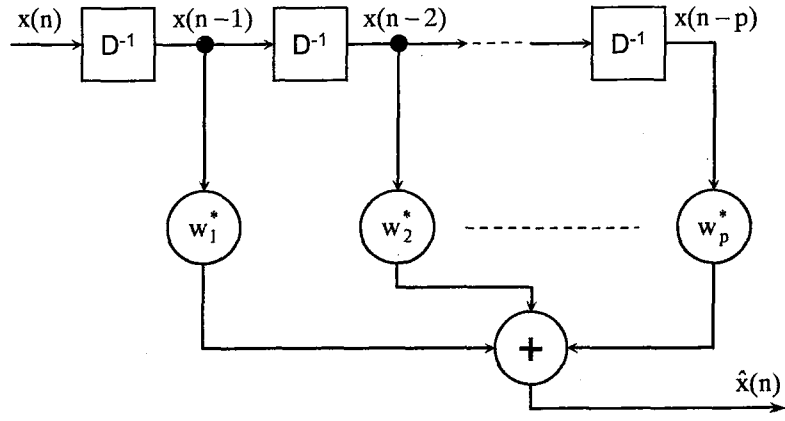 x(n) x(n-1) x(n-2) x(n-p)
D⁻¹ D⁻¹ D⁻¹
w₁* w₂* wₚ*
+
x̂(n)